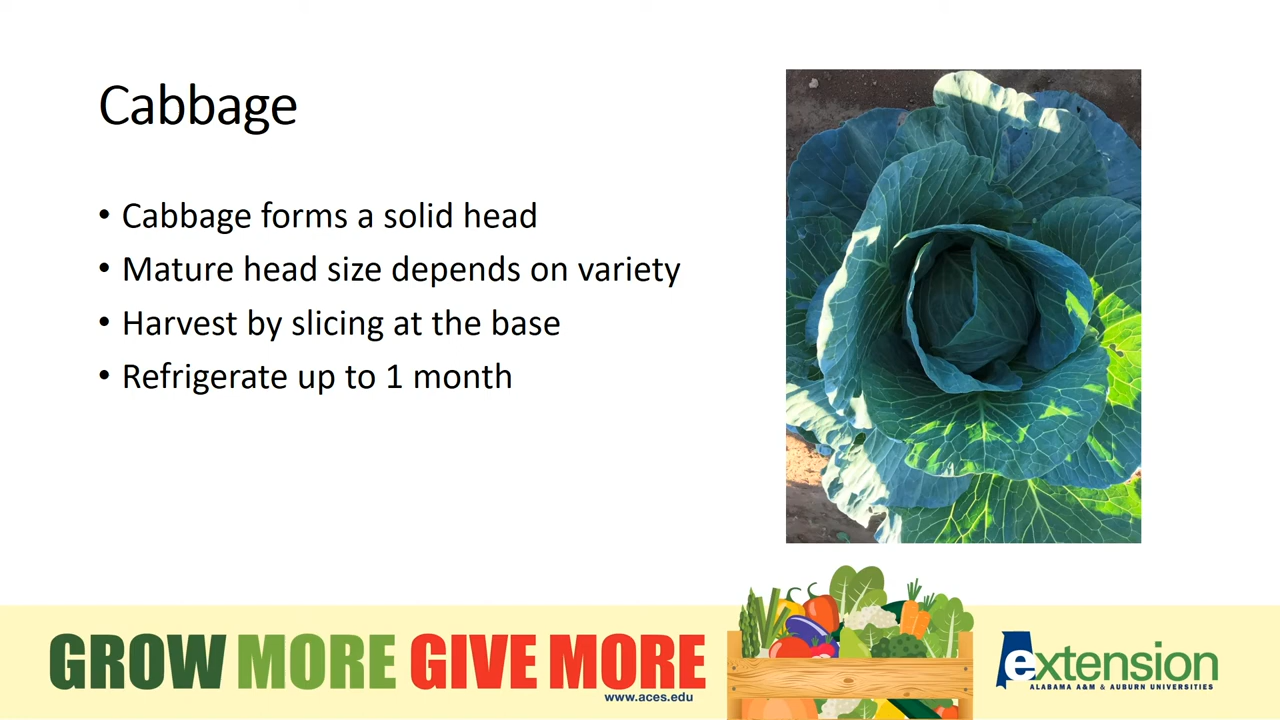 Cabbage
• Cabbage forms a solid head
• Mature head size depends on variety
• Harvest by slicing at the base
• Refrigerate up to 1 month
GROW MORE GIVE MORE
www.aces.edu
extension
ALABAMA A&M & AUBURN UNIVERSITIES